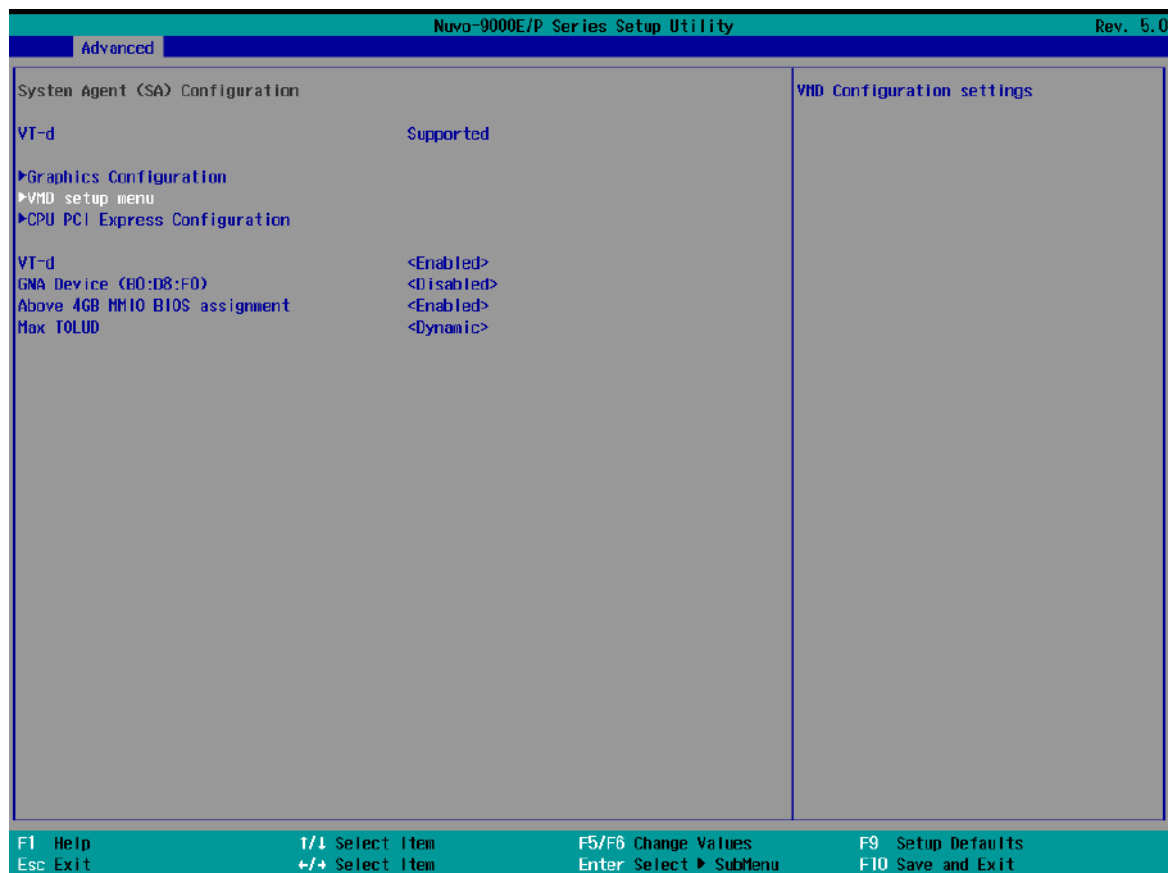 Nuvo-9000E/P Series Setup Utility Rev. 5.0
Advanced
System Agent (SA) Configuration VMD Configuration settings
VT-d Supported
▶Graphics Configuration
▶VMD setup menu
▶CPU PCI Express Configuration
VT-d <Enabled>
GNA Device (B0:D8:F0) <Disabled>
Above 4GB MMIO BIOS assignment <Enabled>
Max TOLUD <Dynamic>
F1 Help ↑/↓ Select Item F5/F6 Change Values F9 Setup Defaults
Esc Exit ←/→ Select Item Enter Select ▶ SubMenu F10 Save and Exit